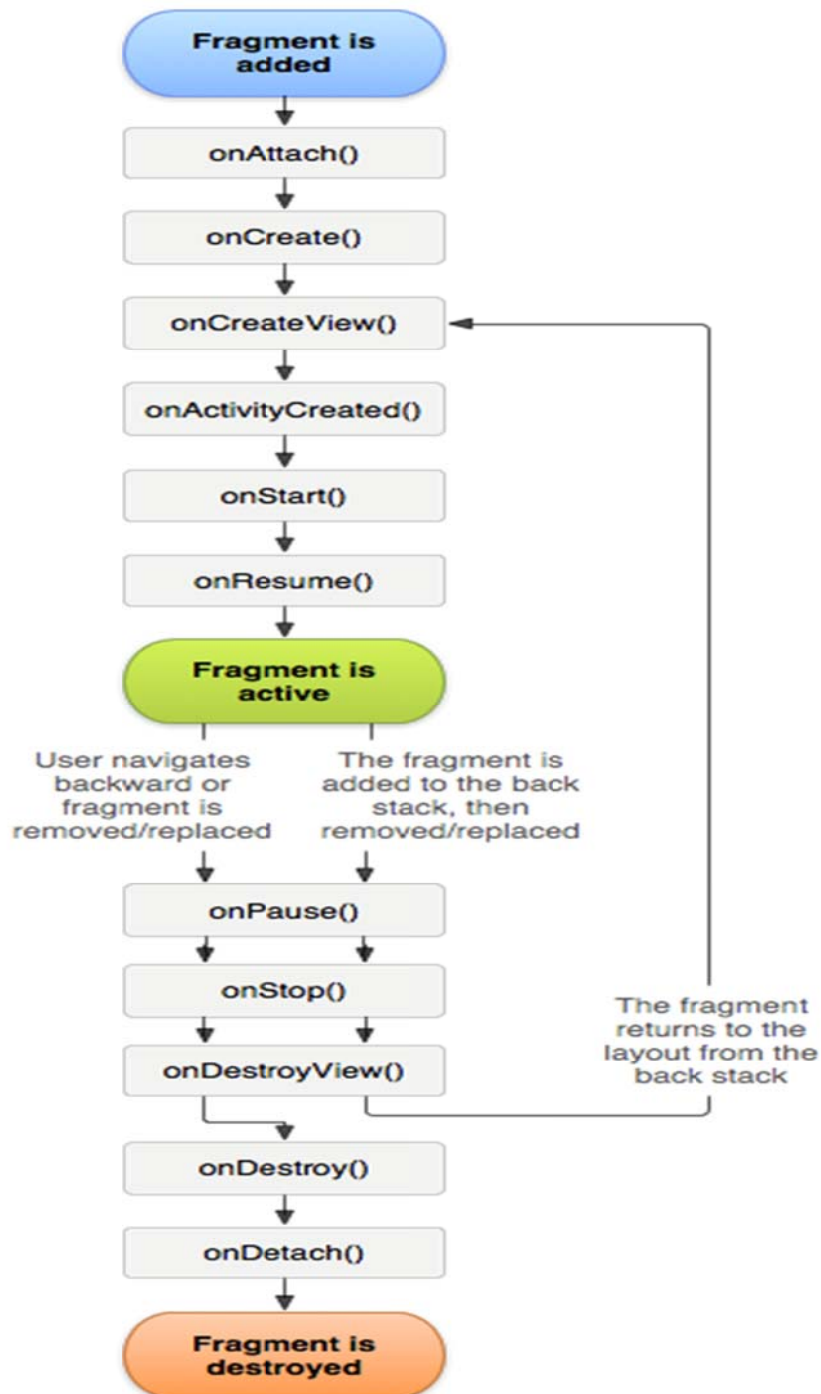 Fragment is
added
onAttach()
onCreate()
onCreateView()
onActivityCreated()
onStart()
onResume()
Fragment is
active
User navigates
backward or
fragment is
removed/replaced
The fragment is
added to the back
stack, then
removed/replaced
onPause()
onStop()
onDestroyView()
The fragment
returns to the
layout from the
back stack
onDestroy()
onDetach()
Fragment is
destroyed